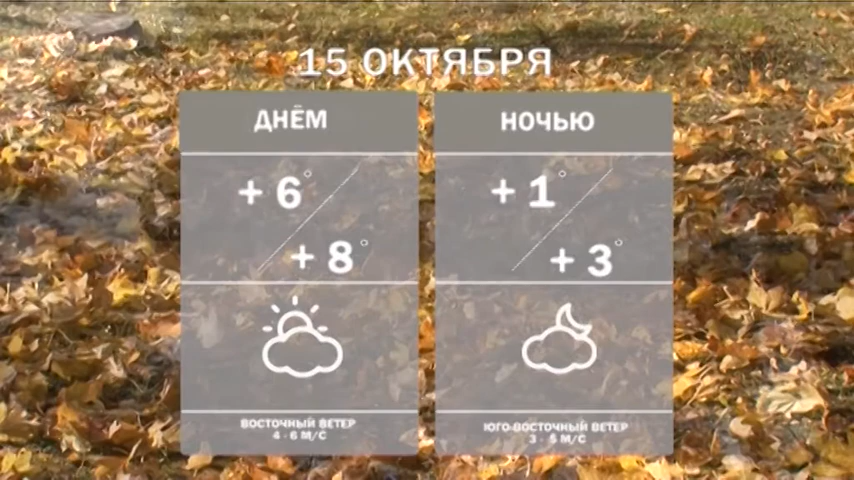 15 ОКТЯБРЯ
ДНЁМ
+ 6°
+ 8°
ВОСТОЧНЫЙ ВЕТЕР
4 - 6 М/С
НОЧЬЮ
+ 1°
+ 3°
ЮГО-ВОСТОЧНЫЙ ВЕТЕР
3 - 5 М/С